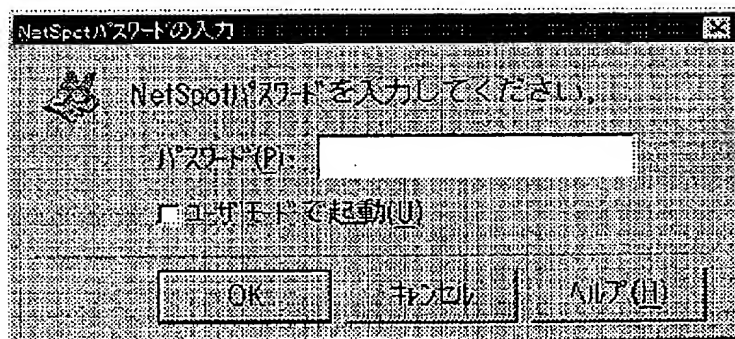 NetSpotパスワードの入力
NetSpotパスワードを入力してください。
パスワード(P):
ユーザモードで起動(U)
OK キャンセル ヘルプ(H)